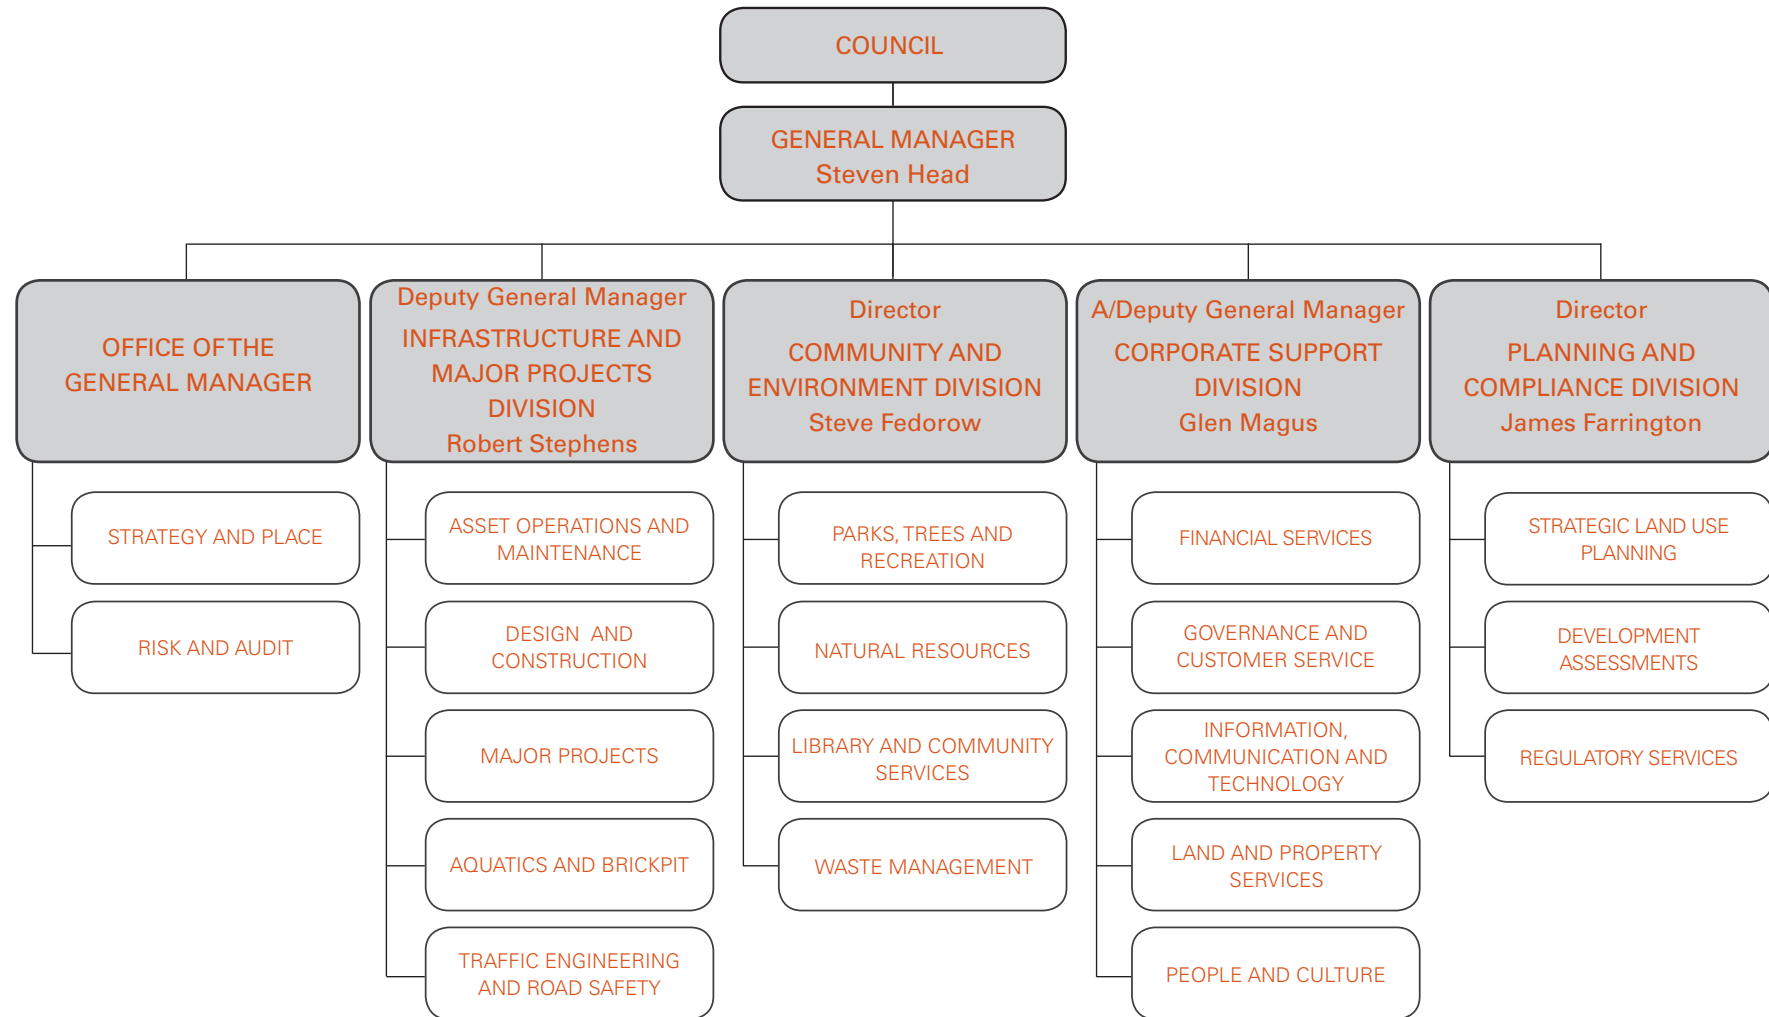 COUNCIL
GENERAL MANAGER
Steven Head
OFFICE OF THE
GENERAL MANAGER
Deputy General Manager
INFRASTRUCTURE AND
MAJOR PROJECTS
DIVISION
Robert Stephens
Director
COMMUNITY AND
ENVIRONMENT DIVISION
Steve Fedorow
A/Deputy General Manager
CORPORATE SUPPORT
DIVISION
Glen Magus
Director
PLANNING AND
COMPLIANCE DIVISION
James Farrington
STRATEGY AND PLACE
RISK AND AUDIT
ASSET OPERATIONS AND
MAINTENANCE
DESIGN AND
CONSTRUCTION
MAJOR PROJECTS
AQUATICS AND BRICKPIT
TRAFFIC ENGINEERING
AND ROAD SAFETY
PARKS, TREES AND
RECREATION
NATURAL RESOURCES
LIBRARY AND COMMUNITY
SERVICES
WASTE MANAGEMENT
FINANCIAL SERVICES
GOVERNANCE AND
CUSTOMER SERVICE
INFORMATION,
COMMUNICATION AND
TECHNOLOGY
LAND AND PROPERTY
SERVICES
PEOPLE AND CULTURE
STRATEGIC LAND USE
PLANNING
DEVELOPMENT
ASSESSMENTS
REGULATORY SERVICES